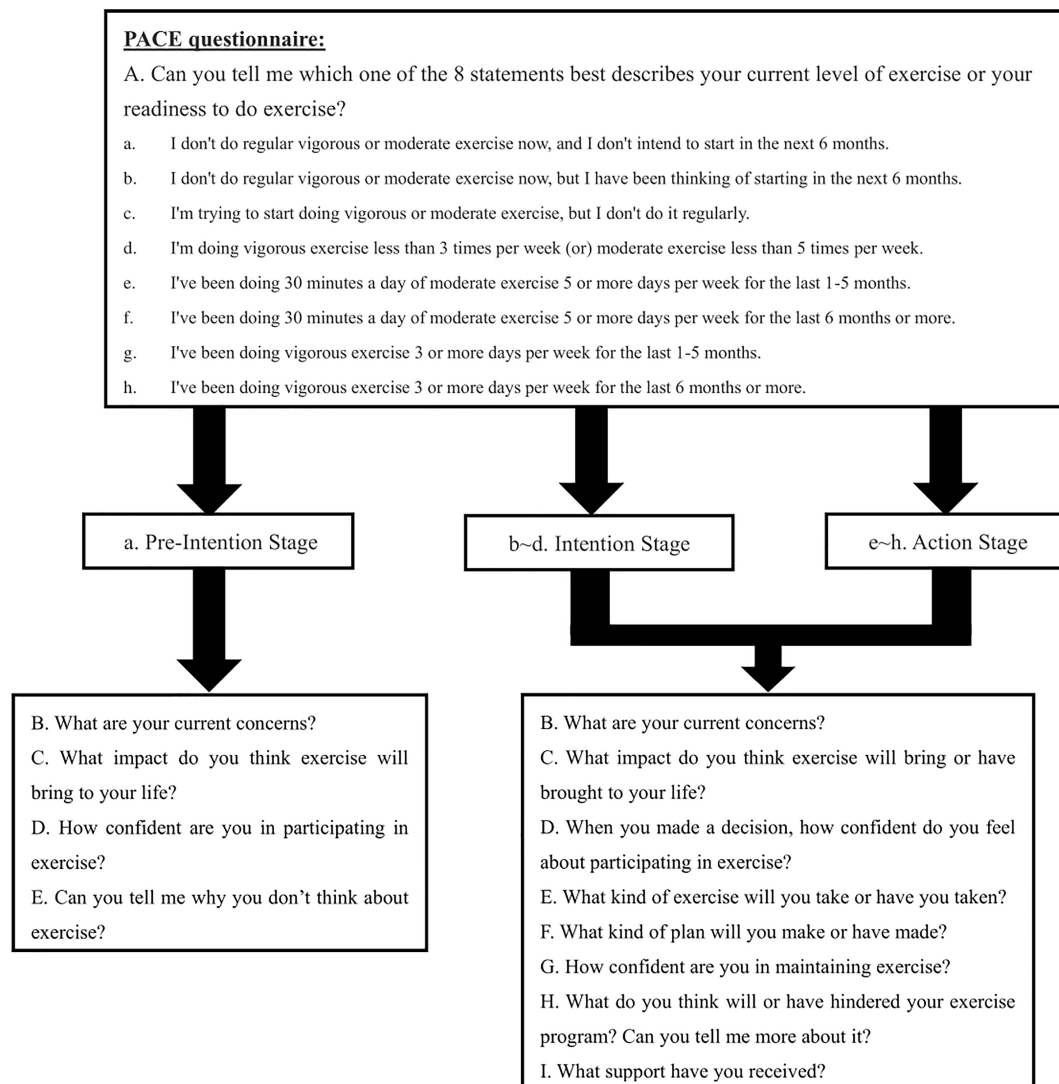 PACE questionnaire:
A. Can you tell me which one of the 8 statements best describes your current level of exercise or your
readiness to do exercise?
a. I don't do regular vigorous or moderate exercise now, and I don't intend to start in the next 6 months.
b. I don't do regular vigorous or moderate exercise now, but I have been thinking of starting in the next 6 months.
c. I'm trying to start doing vigorous or moderate exercise, but I don't do it regularly.
d. I'm doing vigorous exercise less than 3 times per week (or) moderate exercise less than 5 times per week.
e. I've been doing 30 minutes a day of moderate exercise 5 or more days per week for the last 1-5 months.
f. I've been doing 30 minutes a day of moderate exercise 5 or more days per week for the last 6 months or more.
g. I've been doing vigorous exercise 3 or more days per week for the last 1-5 months.
h. I've been doing vigorous exercise 3 or more days per week for the last 6 months or more.
a. Pre-Intention Stage
b~d. Intention Stage
e~h. Action Stage
B. What are your current concerns?
C. What impact do you think exercise will
bring to your life?
D. How confident are you in participating in
exercise?
E. Can you tell me why you don’t think about
exercise?
B. What are your current concerns?
C. What impact do you think exercise will bring or have
brought to your life?
D. When you made a decision, how confident do you feel
about participating in exercise?
E. What kind of exercise will you take or have you taken?
F. What kind of plan will you make or have made?
G. How confident are you in maintaining exercise?
H. What do you think will or have hindered your exercise
program? Can you tell me more about it?
I. What support have you received?